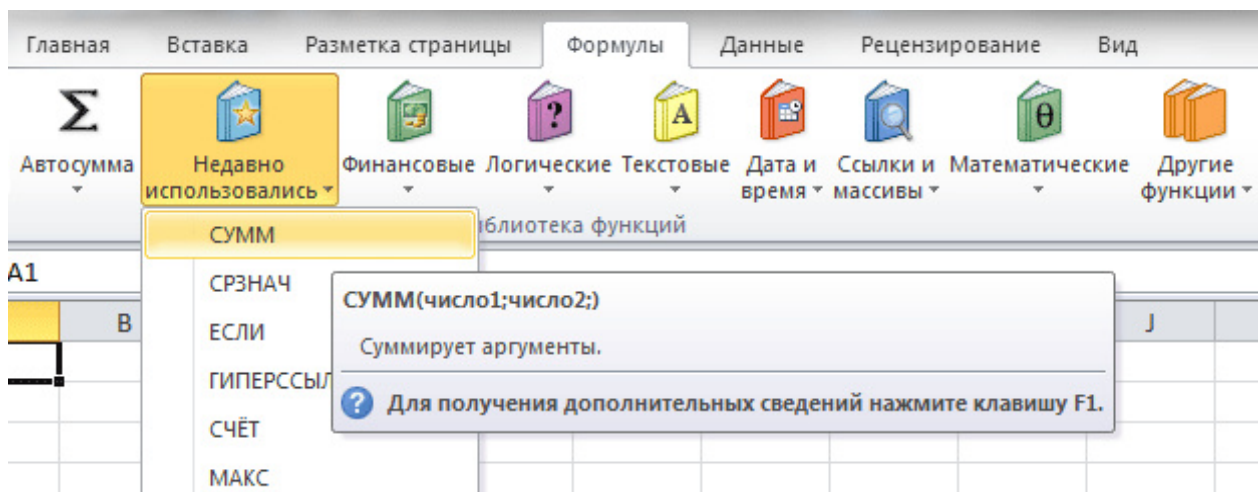 Главная Вставка Разметка страницы Формулы Данные Рецензирование Вид
Σ ? A θ
Автосумма Недавно использовались Финансовые Логические Текстовые Дата и время Ссылки и массивы Математические Другие функции
СУММ
иблиотека функций
A1
СРЗНАЧ
СУММ(число1;число2;)
B
J
ЕСЛИ
Суммирует аргументы.
ГИПЕРССЫЛ
? Для получения дополнительных сведений нажмите клавишу F1.
СЧЁТ
МАКС